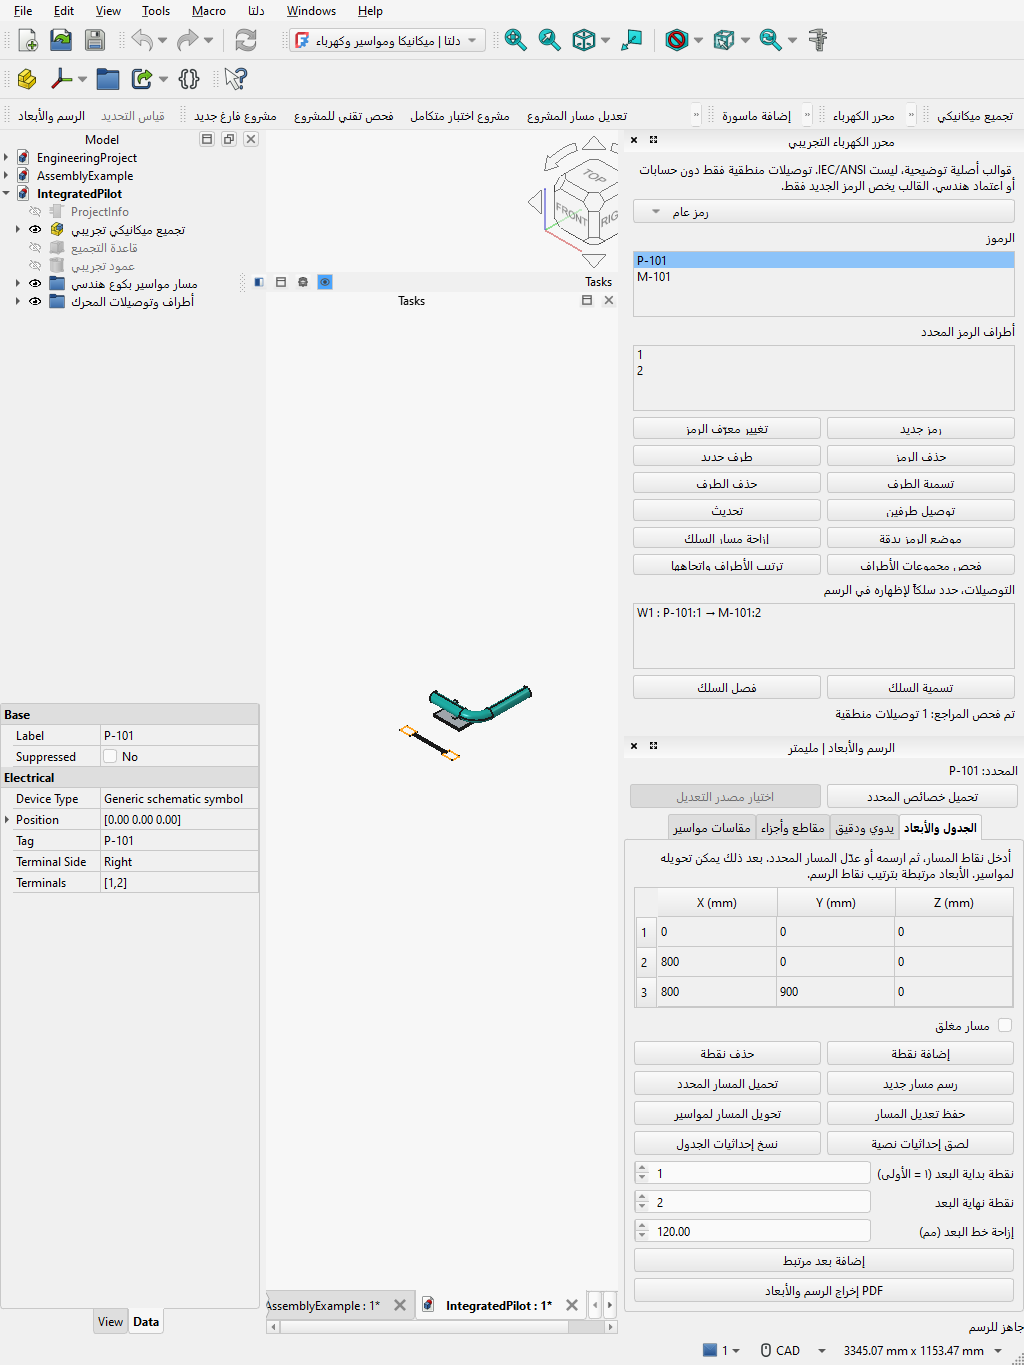 File Edit View Tools Macro دلتا Windows Help
دلتا | ميكانيكا ومواسير وكهرباء
الرسم والأبعاد قياس التحديد مشروع فارغ جديد فحص تقني للمشروع مشروع اختبار متكامل تعديل مسار المشروع » إضافة ماسورة » محرر الكهرباء » تجميع ميكانيكي
Model
EngineeringProject
AssemblyExample
IntegratedPilot
ProjectInfo
تجميع ميكانيكي تجريبي
قاعدة التجميع
عمود تجريبي
مسار مواسير بكوع هندسي
أطراف وتوصيلات المحرك
Base
Label P-101
Suppressed No
Electrical
Device Type Generic schematic symbol
Position [0.00 0.00 0.00]
Tag P-101
Terminal Side Right
Terminals [1,2]
View Data
TOP
FRONT
RIG
Tasks
Tasks
AssemblyExample : 1*
IntegratedPilot : 1*
محرر الكهرباء التجريبي
قوالب أصلية توضيحية، ليست IEC/ANSI. توصيلات منطقية فقط دون حسابات
أو اعتماد هندسي. القالب يخص الرمز الجديد فقط.
رمز عام
الرموز
P-101
M-101
أطراف الرمز المحدد
1
2
رمز جديد تغيير معرّف الرمز
حذف الرمز طرف جديد
تسمية الطرف حذف الطرف
توصيل طرفين تحديث
موضع الرمز بدقة إزاحة مسار السلك
فحص مجموعات الأطراف ترتيب الأطراف واتجاهها
التوصيلات، حدد سلكاً لإظهاره في الرسم
W1 : P-101:1 → M-101:2
تسمية السلك فصل السلك
تم فحص المراجع: 1 توصيلات منطقية
الرسم والأبعاد | مليمتر
المحدد: P-101
تحميل خصائص المحدد اختيار مصدر التعديل
الجدول والأبعاد يدوي ودقيق مقاطع وأجزاء مقاسات مواسير
أدخل نقاط المسار، ثم ارسمه أو عدّل المسار المحدد. بعد ذلك يمكن تحويله
لمواسير. الأبعاد مرتبطة بترتيب نقاط الرسم.
X (mm) Y (mm) Z (mm)
1 0 0 0
2 800 0 0
3 800 900 0
مسار مغلق
إضافة نقطة حذف نقطة
رسم مسار جديد تحميل المسار المحدد
حفظ تعديل المسار تحويل المسار لمواسير
لصق إحداثيات نصية نسخ إحداثيات الجدول
نقطة بداية البعد (١ = الأولى) 1
نقطة نهاية البعد 2
إزاحة خط البعد (مم) 120.00
إضافة بعد مرتبط
إخراج الرسم والأبعاد PDF
جاهز للرسم
1 CAD 3345.07 mm x 1153.47 mm